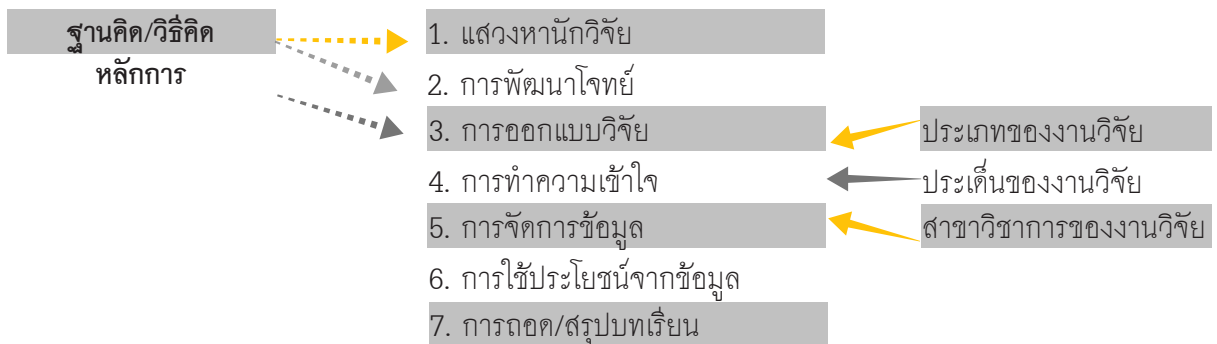 ฐานคิด/วิธีคิด
หลักการ
1. แสวงหานักวิจัย
2. การพัฒนาโจทย์
3. การออกแบบวิจัย
4. การทำความเข้าใจ
5. การจัดการข้อมูล
6. การใช้ประโยชน์จากข้อมูล
7. การถอด/สรุปบทเรียน
ประเภทของงานวิจัย
ประเด็นของงานวิจัย
สาขาวิชาการของงานวิจัย